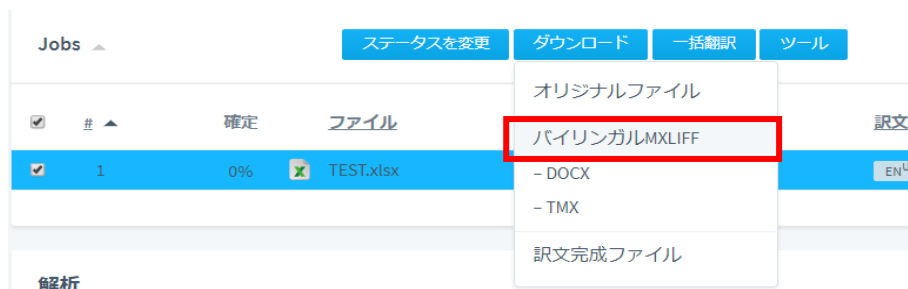 Jobs
ステータスを変更 ダウンロード 一括翻訳 ツール
オリジナルファイル
# 確定 ファイル 訳文
バイリンガルMXLIFF
1 0% TEST.xlsx EN
– DOCX
– TMX
訳文完成ファイル
解析